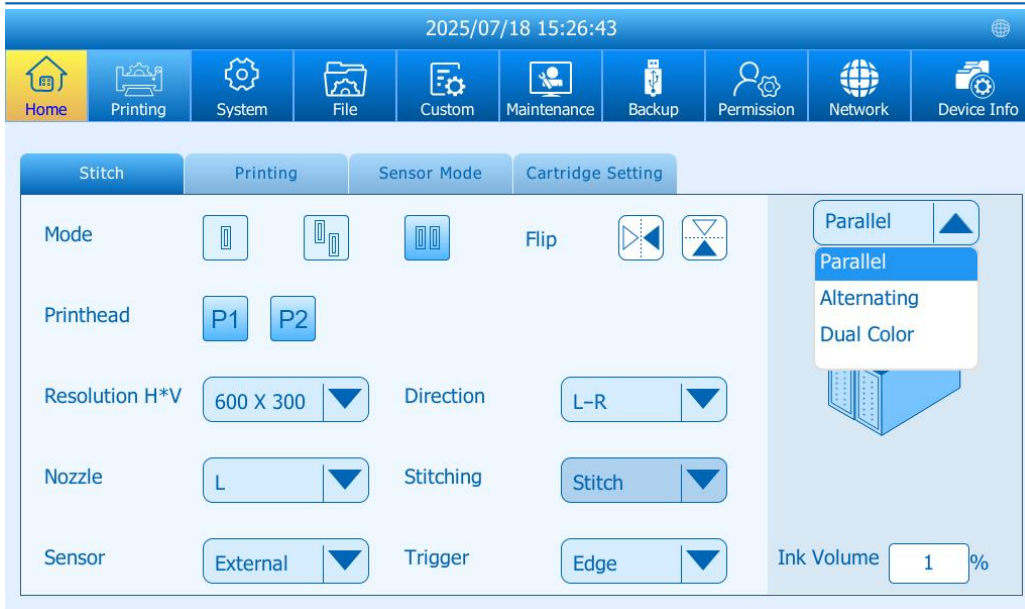 2025/07/18 15:26:43
Home Printing System File Custom Maintenance Backup Permission Network Device Info
Stitch Printing Sensor Mode Cartridge Setting
Mode Flip Parallel
Parallel
Alternating
Printhead P1 P2
Dual Color
Resolution H*V 600 X 300 Direction L-R
Nozzle L Stitching Stitch
Sensor External Trigger Edge Ink Volume 1 %